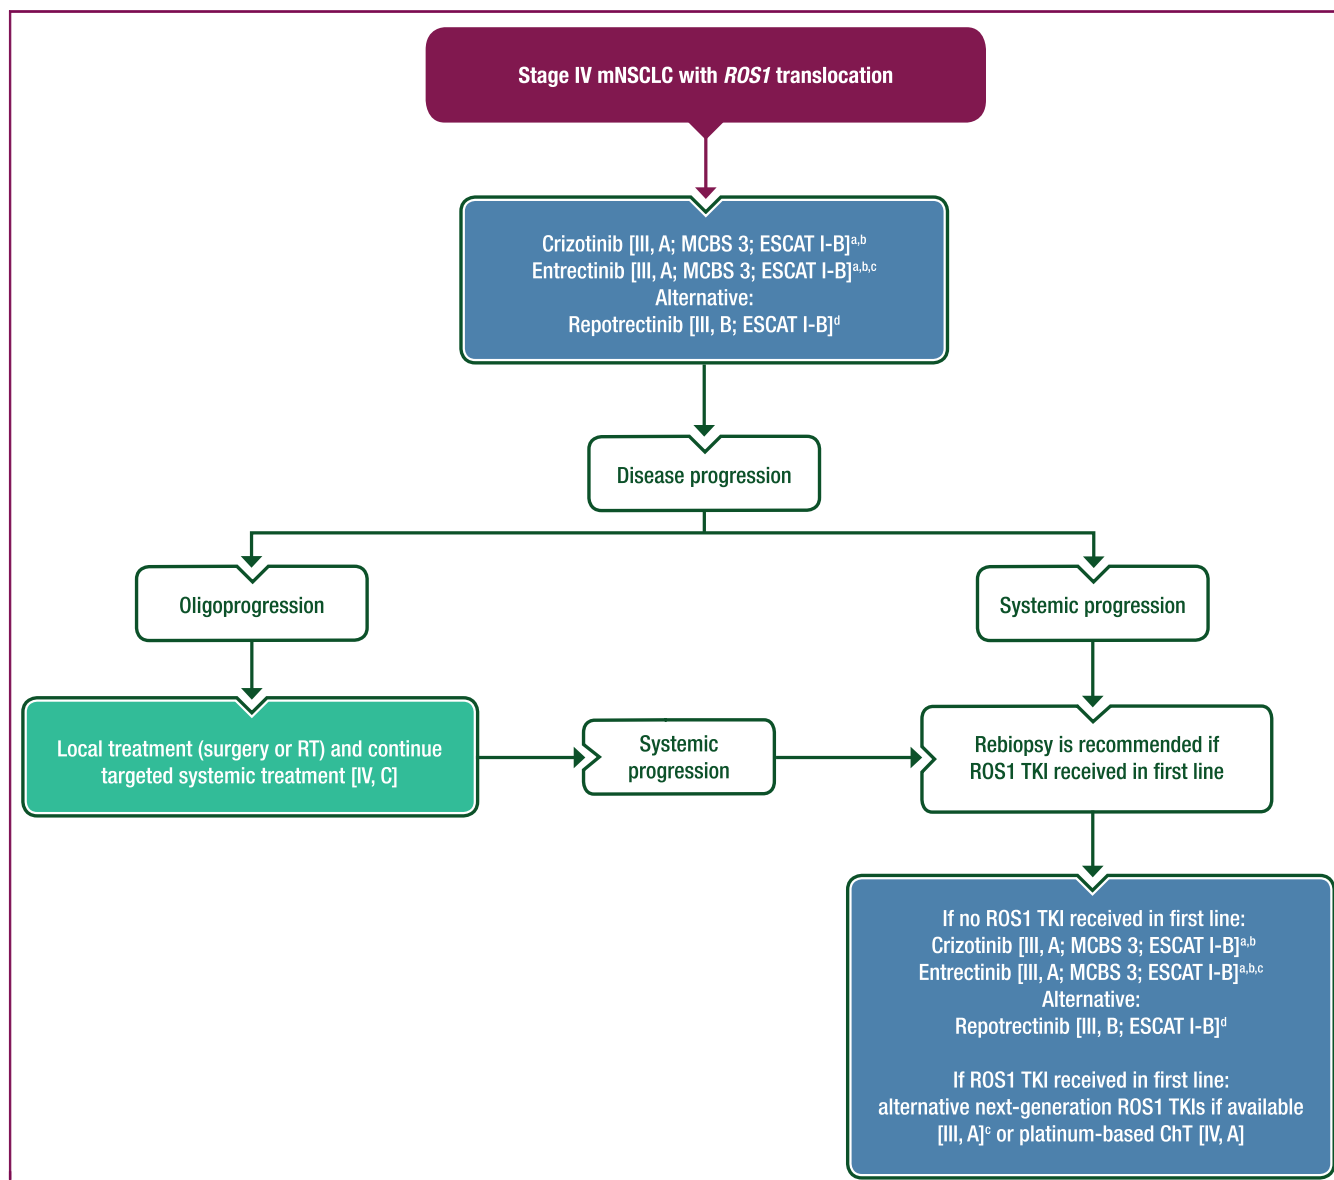 Stage IV mNSCLC with ROS1 translocation
Crizotinib [III, A; MCBS 3; ESCAT I-B]a,b
Entrectinib [III, A; MCBS 3; ESCAT I-B]a,b,c
Alternative:
Repotrectinib [III, B; ESCAT I-B]d
Disease progression
Oligoprogression
Systemic progression
Local treatment (surgery or RT) and continue
targeted systemic treatment [IV, C]
Systemic
progression
Rebiopsy is recommended if
ROS1 TKI received in first line
If no ROS1 TKI received in first line:
Crizotinib [III, A; MCBS 3; ESCAT I-B]a,b
Entrectinib [III, A; MCBS 3; ESCAT I-B]a,b,c
Alternative:
Repotrectinib [III, B; ESCAT I-B]d
If ROS1 TKI received in first line:
alternative next-generation ROS1 TKIs if available
[III, A]c or platinum-based ChT [IV, A]